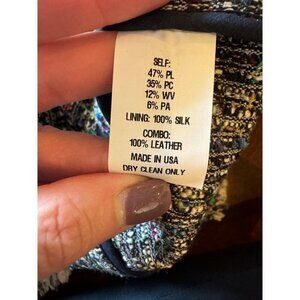 SELF:
47% PL
35% PC
12% WV
6% PA
LINING: 100% SILK
COMBO:
100% LEATHER
MADE IN USA
DRY CLEAN ONLY